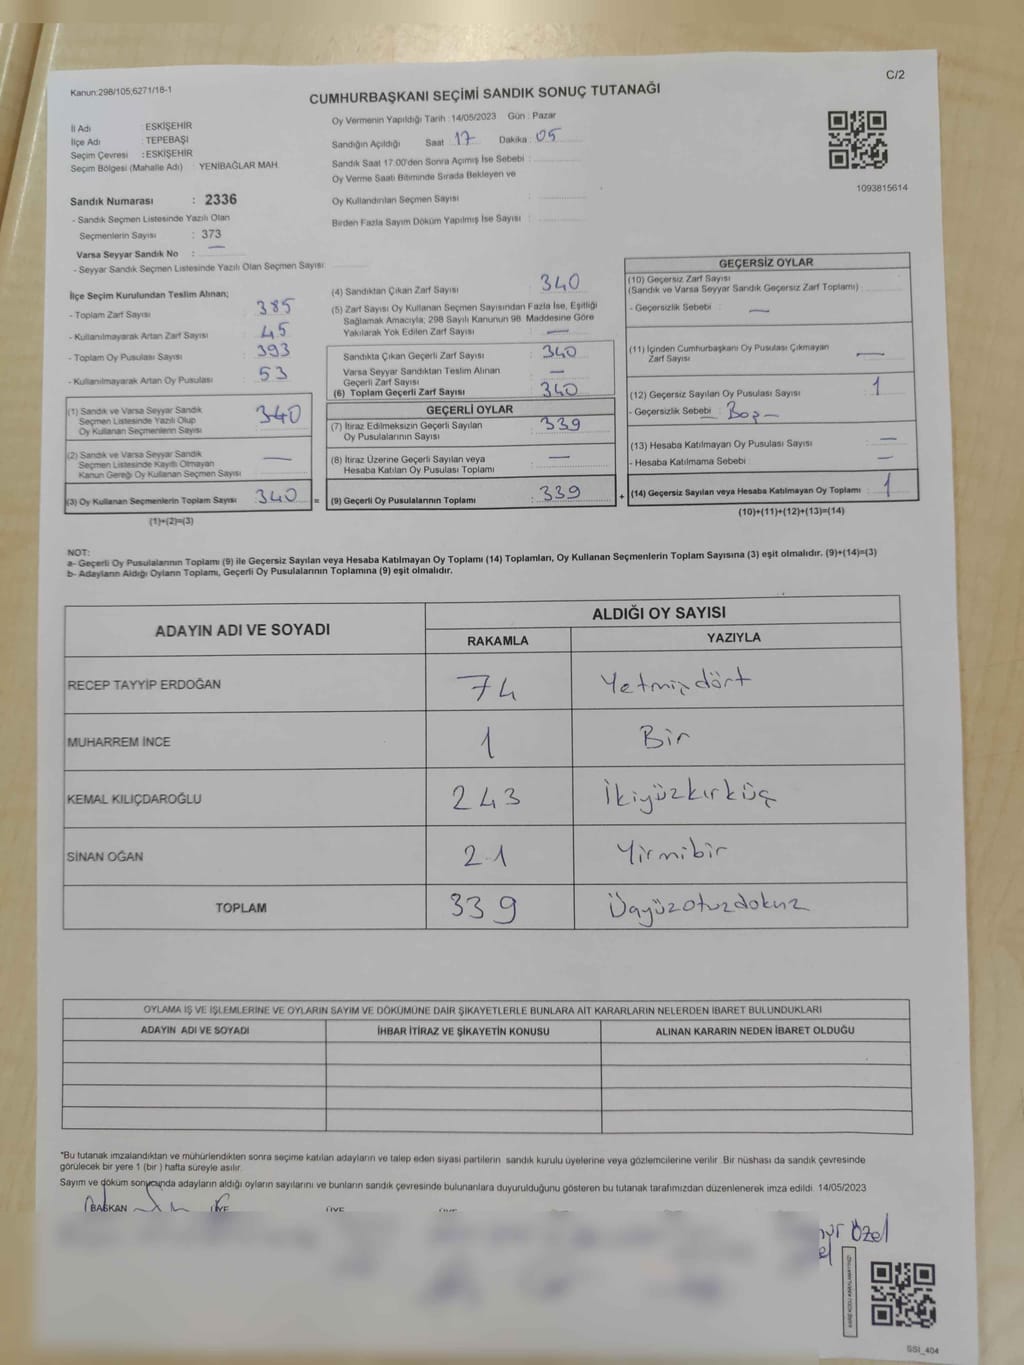 C/2
Kanun:298/105,6271/18-1
CUMHURBAŞKANI SEÇİMİ SANDIK SONUÇ TUTANAĞI
İl Adı : ESKİŞEHİR
İlçe Adı : TEPEBAŞI
Seçim Çevresi : ESKİŞEHİR
Seçim Bölgesi (Mahalle Adı) : YENİBAĞLAR MAH.
Sandık Numarası : 2336
- Sandık Seçmen Listesinde Yazılı Olan
Seçmenlerin Sayısı : 373
Varsa Seyyar Sandık No : —
- Seyyar Sandık Seçmen Listesinde Yazılı Olan Seçmen Sayısı:
Oy Vermenin Yapıldığı Tarih : 14/05/2023 Gün : Pazar
Sandığın Açıldığı Saat : 17 Dakika : 05
Sandık Saat 17:00'den Sonra Açımış İse Sebebi :
Oy Verme Saati Bitiminde Sırada Bekleyen ve
Oy Kullandırılan Seçmen Sayısı :
Birden Fazla Sayım Döküm Yapılmış İse Sayısı :
1093815614
İlçe Seçim Kurulundan Teslim Alınan;
- Toplam Zarf Sayısı : 385
- Kullanılmayarak Artan Zarf Sayısı : 45
- Toplam Oy Pusulası Sayısı : 393
- Kullanılmayarak Artan Oy Pusulası : 53
(1) Sandık ve Varsa Seyyar Sandık
Seçmen Listesinde Yazılı Olup
Oy Kullanan Seçmenlerin Sayısı : 340
(2) Sandık ve Varsa Seyyar Sandık
Seçmen Listesinde Kayıtlı Olmayan
Kanun Gereği Oy Kullanan Seçmen Sayısı : —
(3) Oy Kullanan Seçmenlerin Toplam Sayısı : 340
(1)+(2)=(3)
=
(4) Sandıktan Çıkan Zarf Sayısı : 340
(5) Zarf Sayısı Oy Kullanan Seçmen Sayısından Fazla İse, Eşitliği
Sağlamak Amacıyla; 298 Sayılı Kanunun 98. Maddesine Göre
Yakılarak Yok Edilen Zarf Sayısı : —
Sandıkta Çıkan Geçerli Zarf Sayısı : 340
Varsa Seyyar Sandıktan Teslim Alınan
Geçerli Zarf Sayısı : —
(6) Toplam Geçerli Zarf Sayısı : 340
GEÇERLİ OYLAR
(7) İtiraz Edilmeksizin Geçerli Sayılan
Oy Pusulalarının Sayısı : 339
(8) İtiraz Üzerine Geçerli Sayılan veya
Hesaba Katılan Oy Pusulası Toplamı : —
(9) Geçerli Oy Pusulalarının Toplamı : 339
+
GEÇERSİZ OYLAR
(10) Geçersiz Zarf Sayısı
(Sandık ve Varsa Seyyar Sandık Geçersiz Zarf Toplamı) :
- Geçersizlik Sebebi : —
(11) İçinden Cumhurbaşkanı Oy Pusulası Çıkmayan
Zarf Sayısı : —
(12) Geçersiz Sayılan Oy Pusulası Sayısı : 1
- Geçersizlik Sebebi : Boş
(13) Hesaba Katılmayan Oy Pusulası Sayısı : —
- Hesaba Katılmama Sebebi : —
(14) Geçersiz Sayılan veya Hesaba Katılmayan Oy Toplamı : 1
(10)+(11)+(12)+(13)=(14)
NOT:
a- Geçerli Oy Pusulalarının Toplamı (9) ile Geçersiz Sayılan veya Hesaba Katılmayan Oy Toplamı (14) Toplamları, Oy Kullanan Seçmenlerin Toplam Sayısına (3) eşit olmalıdır. (9)+(14)=(3)
b- Adayların Aldığı Oyların Toplamı, Geçerli Oy Pusulalarının Toplamına (9) eşit olmalıdır.
ADAYIN ADI VE SOYADI
ALDIĞI OY SAYISI
RAKAMLA YAZIYLA
RECEP TAYYİP ERDOĞAN 74 Yetmişdört
MUHARREM İNCE 1 Bir
KEMAL KILIÇDAROĞLU 243 İkiyüzkırküç
SİNAN OĞAN 21 Yirmibir
TOPLAM 339 Üçyüzotuzdokuz
OYLAMA İŞ VE İŞLEMLERİNE VE OYLARIN SAYIM VE DÖKÜMÜNE DAİR ŞİKAYETLERLE BUNLARA AİT KARARLARIN NELERDEN İBARET BULUNDUKLARI
ADAYIN ADI VE SOYADI İHBAR İTİRAZ VE ŞİKAYETİN KONUSU ALINAN KARARIN NEDEN İBARET OLDUĞU
*Bu tutanak imzalandıktan ve mühürlendikten sonra seçime katılan adayların ve talep eden siyasi partilerin sandık kurulu üyelerine veya gözlemcilerine verilir. Bir nüshası da sandık çevresinde
görülecek bir yere 1 (bir) hafta süreyle asılır.
Sayım ve döküm sonucunda adayların aldığı oyların sayılarını ve bunların sandık çevresinde bulunanlara duyurulduğunu gösteren bu tutanak tarafımızdan düzenlenerek imza edildi. 14/05/2023
BAŞKAN ÜYE ÜYE ÜYE
Özel
SSI_404